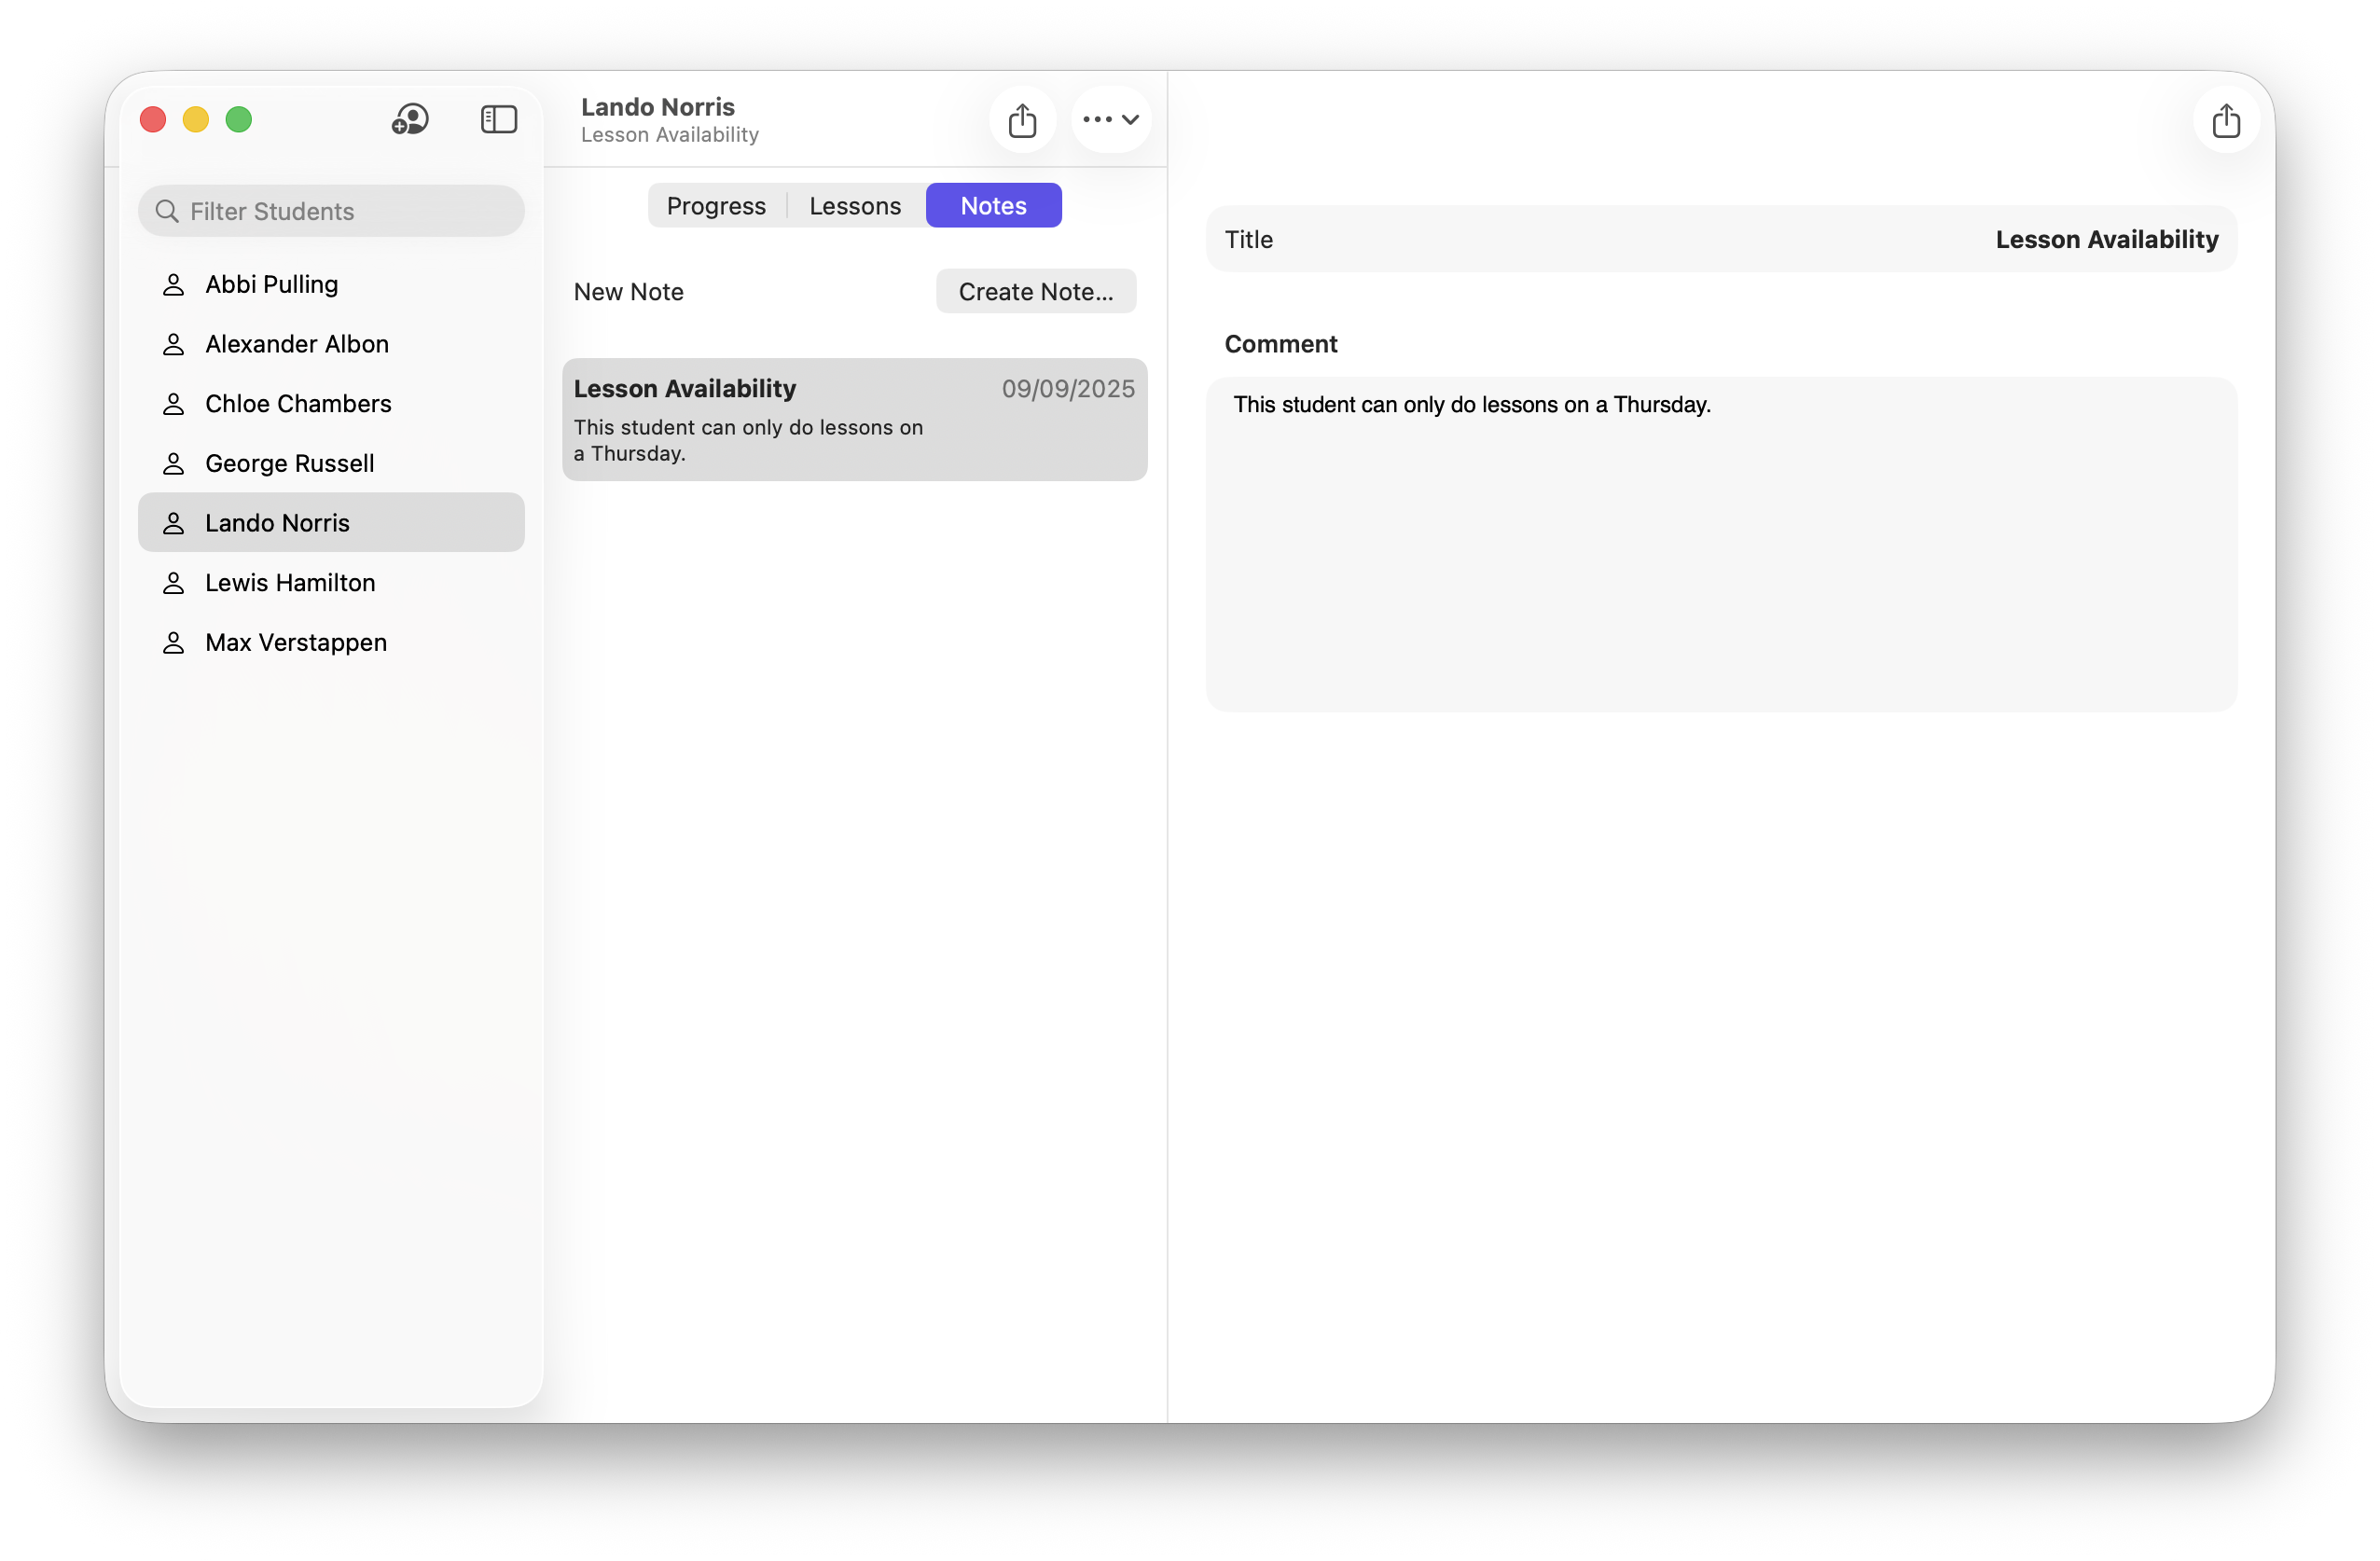 Lando Norris
Lesson Availability
Filter Students
Abbi Pulling
Alexander Albon
Chloe Chambers
George Russell
Lando Norris
Lewis Hamilton
Max Verstappen
Progress Lessons Notes
New Note Create Note...
Lesson Availability 09/09/2025
This student can only do lessons on
a Thursday.
Title Lesson Availability
Comment
This student can only do lessons on a Thursday.